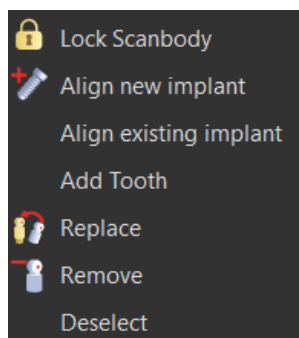 Lock Scanbody
Align new implant
Align existing implant
Add Tooth
Replace
Remove
Deselect